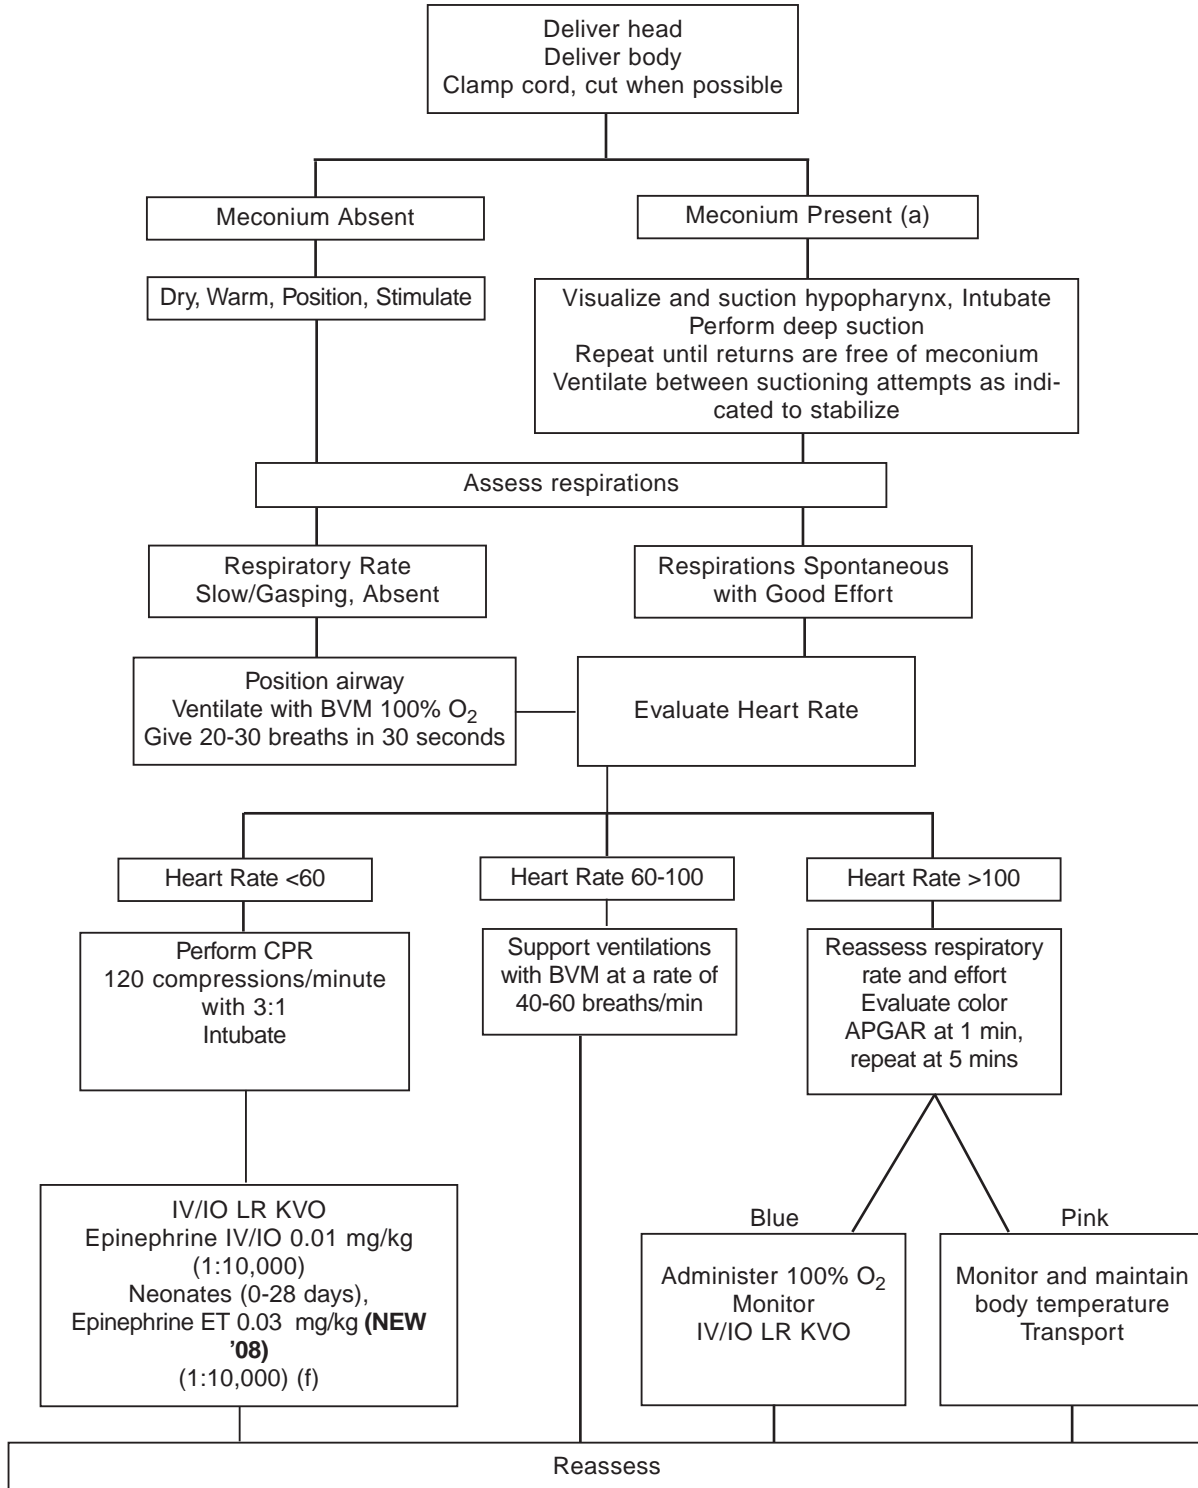 Deliver head
Deliver body
Clamp cord, cut when possible
Meconium Absent
Meconium Present (a)
Dry, Warm, Position, Stimulate
Visualize and suction hypopharynx, Intubate
Perform deep suction
Repeat until returns are free of meconium
Ventilate between suctioning attempts as indi-
cated to stabilize
Assess respirations
Respiratory Rate
Slow/Gasping, Absent
Respirations Spontaneous
with Good Effort
Position airway
Ventilate with BVM 100% O2
Give 20-30 breaths in 30 seconds
Evaluate Heart Rate
Heart Rate <60
Heart Rate 60-100
Heart Rate >100
Perform CPR
120 compressions/minute
with 3:1
Intubate
Support ventilations
with BVM at a rate of
40-60 breaths/min
Reassess respiratory
rate and effort
Evaluate color
APGAR at 1 min,
repeat at 5 mins
IV/IO LR KVO
Epinephrine IV/IO 0.01 mg/kg
(1:10,000)
Neonates (0-28 days),
Epinephrine ET 0.03 mg/kg (NEW
’08)
(1:10,000) (f)
Blue
Pink
Administer 100% O2
Monitor
IV/IO LR KVO
Monitor and maintain
body temperature
Transport
Reassess